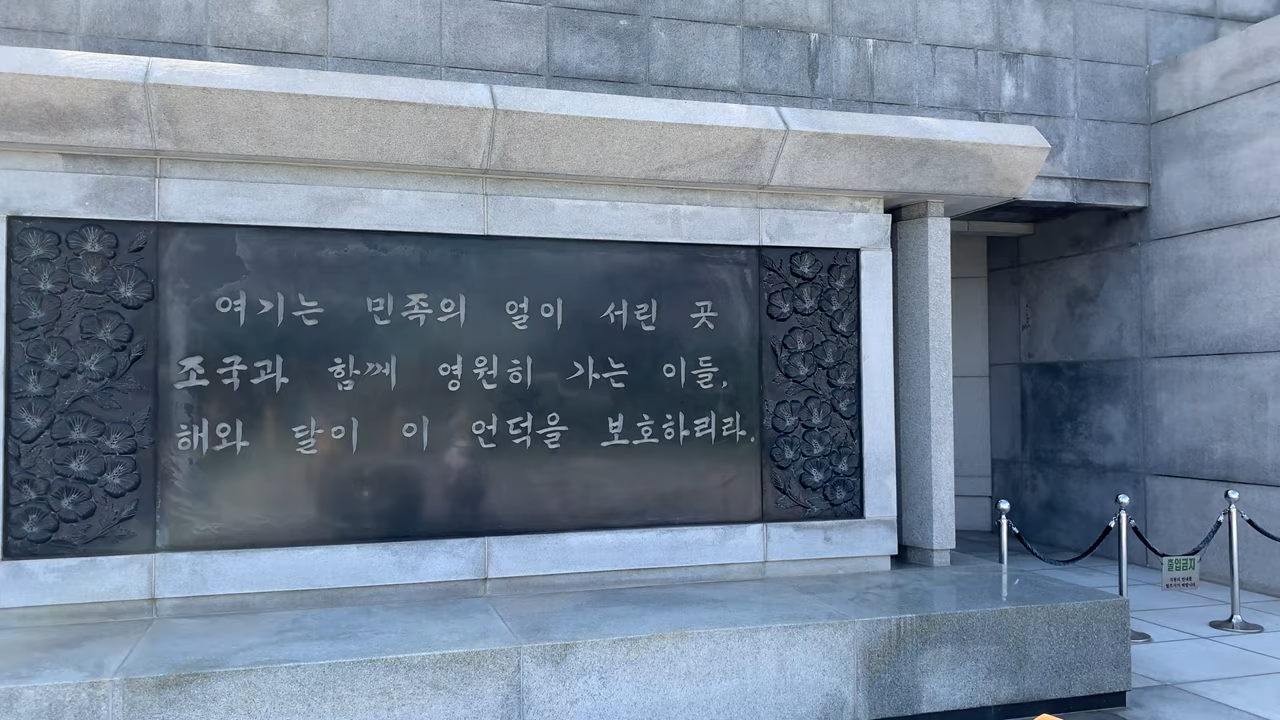 여기는 민족의 얼이 서린 곳
조국과 함께 영원히 가는 이들,
해와 달이 이 언덕을 보호하리라.
출입금지